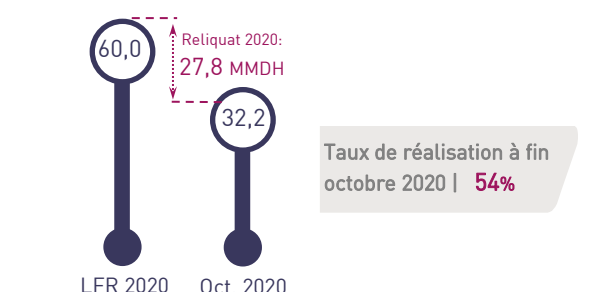 60,0
Reliquat 2020:
27,8 MMDH
32,2
Taux de réalisation à fin
octobre 2020 | 54%
LFR 2020
Oct. 2020